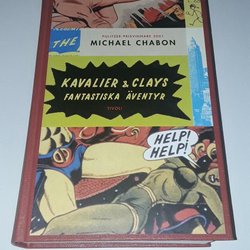 THE
PULITZER-PRISVINNARE 2001
MICHAEL CHABON
KAVALIER & CLAYS
FANTASTISKA ÄVENTYR
TIVOLI
HELP!
HELP!